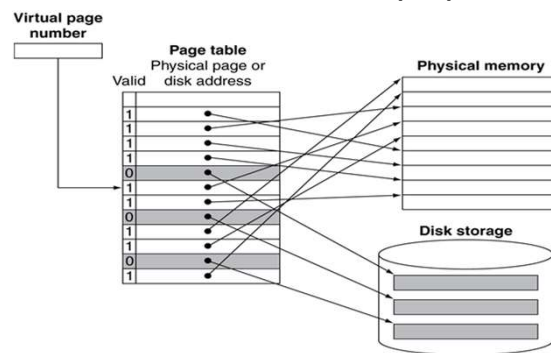 Virtual page
number
Page table
Physical page or
Valid disk address
Physical memory
1
1
1
1
0
1
1
0
1
1
0
1
Disk storage